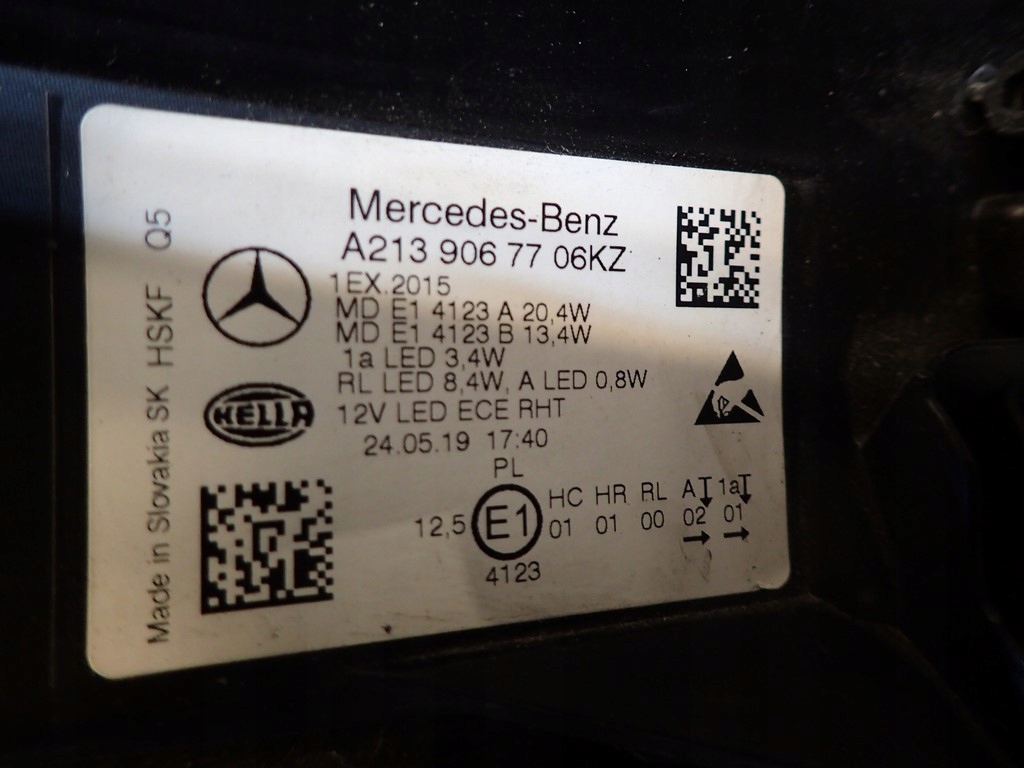 Mercedes-Benz
A213 906 77 06KZ
1EX.2015
MD E1 4123 A 20,4W
MD E1 4123 B 13,4W
1a LED 3,4W
RL LED 8,4W, A LED 0,8W
12V LED ECE RHT
24.05.19 17:40
PL
HELLA
Made in Slovakia SK HSKF Q5
HC HR RL A 1a
12,5 E1 01 01 00 02 01
4123